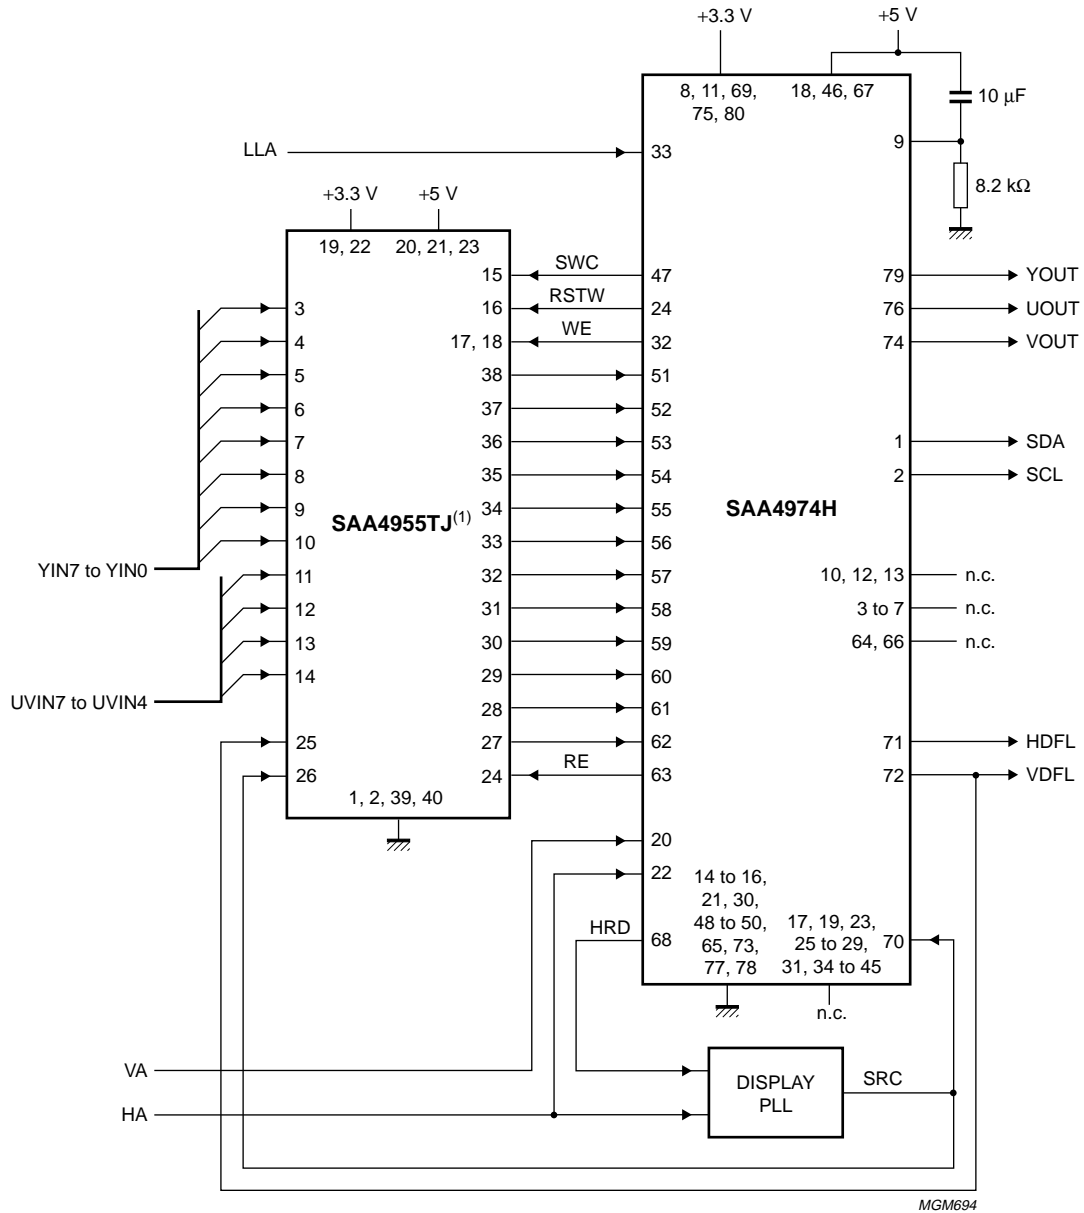 +3.3 V
+5 V
8, 11, 69,
75, 80
18, 46, 67
10 μF
9
8.2 kΩ
LLA
33
+3.3 V
+5 V
19, 22
20, 21, 23
15
SWC
47
79
YOUT
3
16
RSTW
24
76
UOUT
4
17, 18
WE
32
74
VOUT
5
38
51
6
37
52
7
36
53
1
SDA
8
35
54
2
SCL
9
34
55
SAA4955TJ(1)
SAA4974H
10
33
56
YIN7 to YIN0
11
32
57
10, 12, 13
n.c.
12
31
58
3 to 7
n.c.
13
30
59
64, 66
n.c.
14
29
60
UVIN7 to UVIN4
28
61
25
27
62
71
HDFL
26
24
RE
63
72
VDFL
1, 2, 39, 40
20
22
14 to 16,
21, 30,
48 to 50,
65, 73,
77, 78
17, 19, 23,
25 to 29,
31, 34 to 45
HRD
68
70
n.c.
VA
HA
DISPLAY
PLL
SRC
MGM694